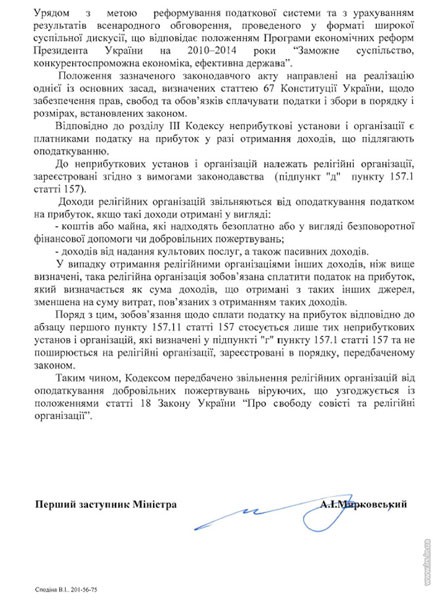 Урядом з метою реформування податкової системи та з урахуванням
результатів всенародного обговорення, проведеного у форматі широкої
суспільної дискусії, що відповідає положенням Програми економічних реформ
Президента України на 2010–2014 роки “Заможне суспільство,
конкурентоспроможна економіка, ефективна держава”.
Положення зазначеного законодавчого акту направлені на реалізацію
однієї із основних засад, визначених статтею 67 Конституції України, щодо
забезпечення прав, свобод та обов’язків сплачувати податки і збори в порядку і
розмірах, встановлених законом.
Відповідно до розділу III Кодексу неприбуткові установи і організації є
платниками податку на прибуток у разі отримання доходів, що підлягають
оподаткуванню.
До неприбуткових установ і організацій належать релігійні організації,
зареєстровані згідно з вимогами законодавства (підпункт "д" пункту 157.1
статті 157).
Доходи релігійних організацій звільняються від оподаткування податком
на прибуток, якщо такі доходи отримані у вигляді:
- коштів або майна, які надходять безоплатно або у вигляді безповоротної
фінансової допомоги чи добровільних пожертвувань;
- доходів від надання культових послуг, а також пасивних доходів.
У випадку отримання релігійними організаціями інших доходів, ніж вище
визначені, така релігійна організація зобов’язана сплатити податок на прибуток,
який визначається як сума доходів, що отримані з таких інших джерел,
зменшена на суму витрат, пов’язаних з отриманням таких доходів.
Поряд з цим, зобов’язання щодо сплати податку на прибуток відповідно до
абзацу першого пункту 157.11 статті 157 стосується лише тих неприбуткових
установ і організацій, які визначені у підпункті "г" пункту 157.1 статті 157 та не
поширюється на релігійні організації, зареєстровані в порядку, передбаченому
законом.
Таким чином, Кодексом передбачено звільнення релігійних організацій від
оподаткування добровільних пожертвувань віруючих, що узгоджується із
положеннями статті 18 Закону України “Про свободу совісті та релігійні
організації”.
Перший заступник Міністра А.І.Мярковський
Сподіна В.І. 201-56-75